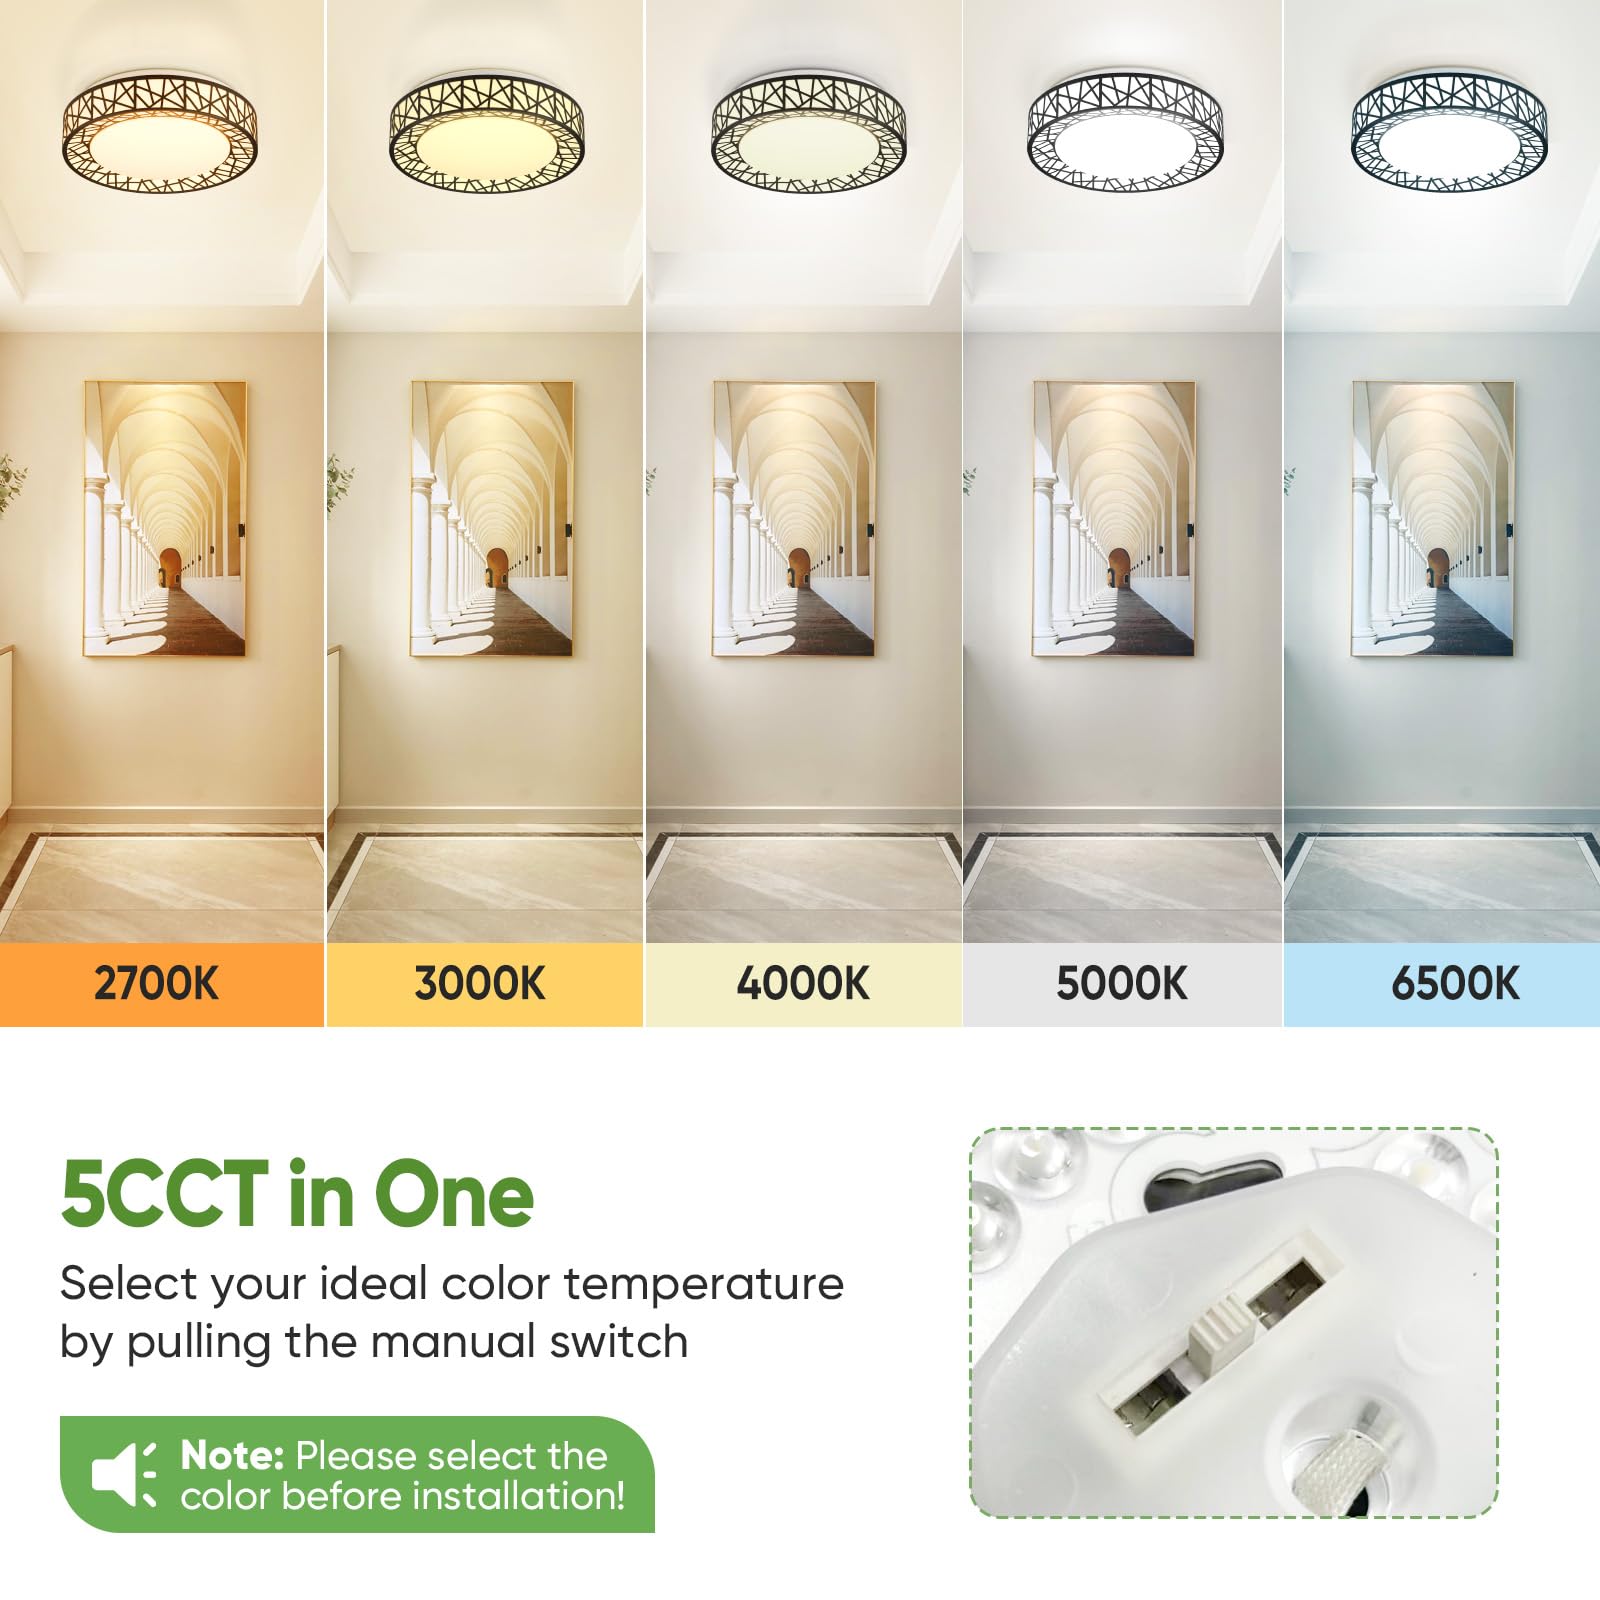 2700K
3000K
4000K
5000K
6500K
5CCT in One
Select your ideal color temperature
by pulling the manual switch
Note: Please select the
color before installation!